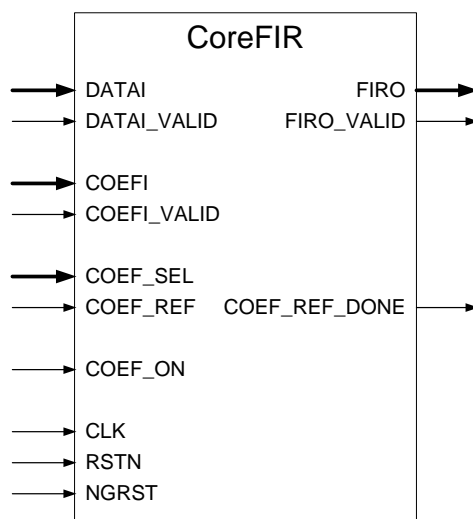 CoreFIR
DATAI FIRO
DATAI_VALID FIRO_VALID
COEFI
COEFI_VALID
COEF_SEL
COEF_REF COEF_REF_DONE
COEF_ON
CLK
RSTN
NGRST